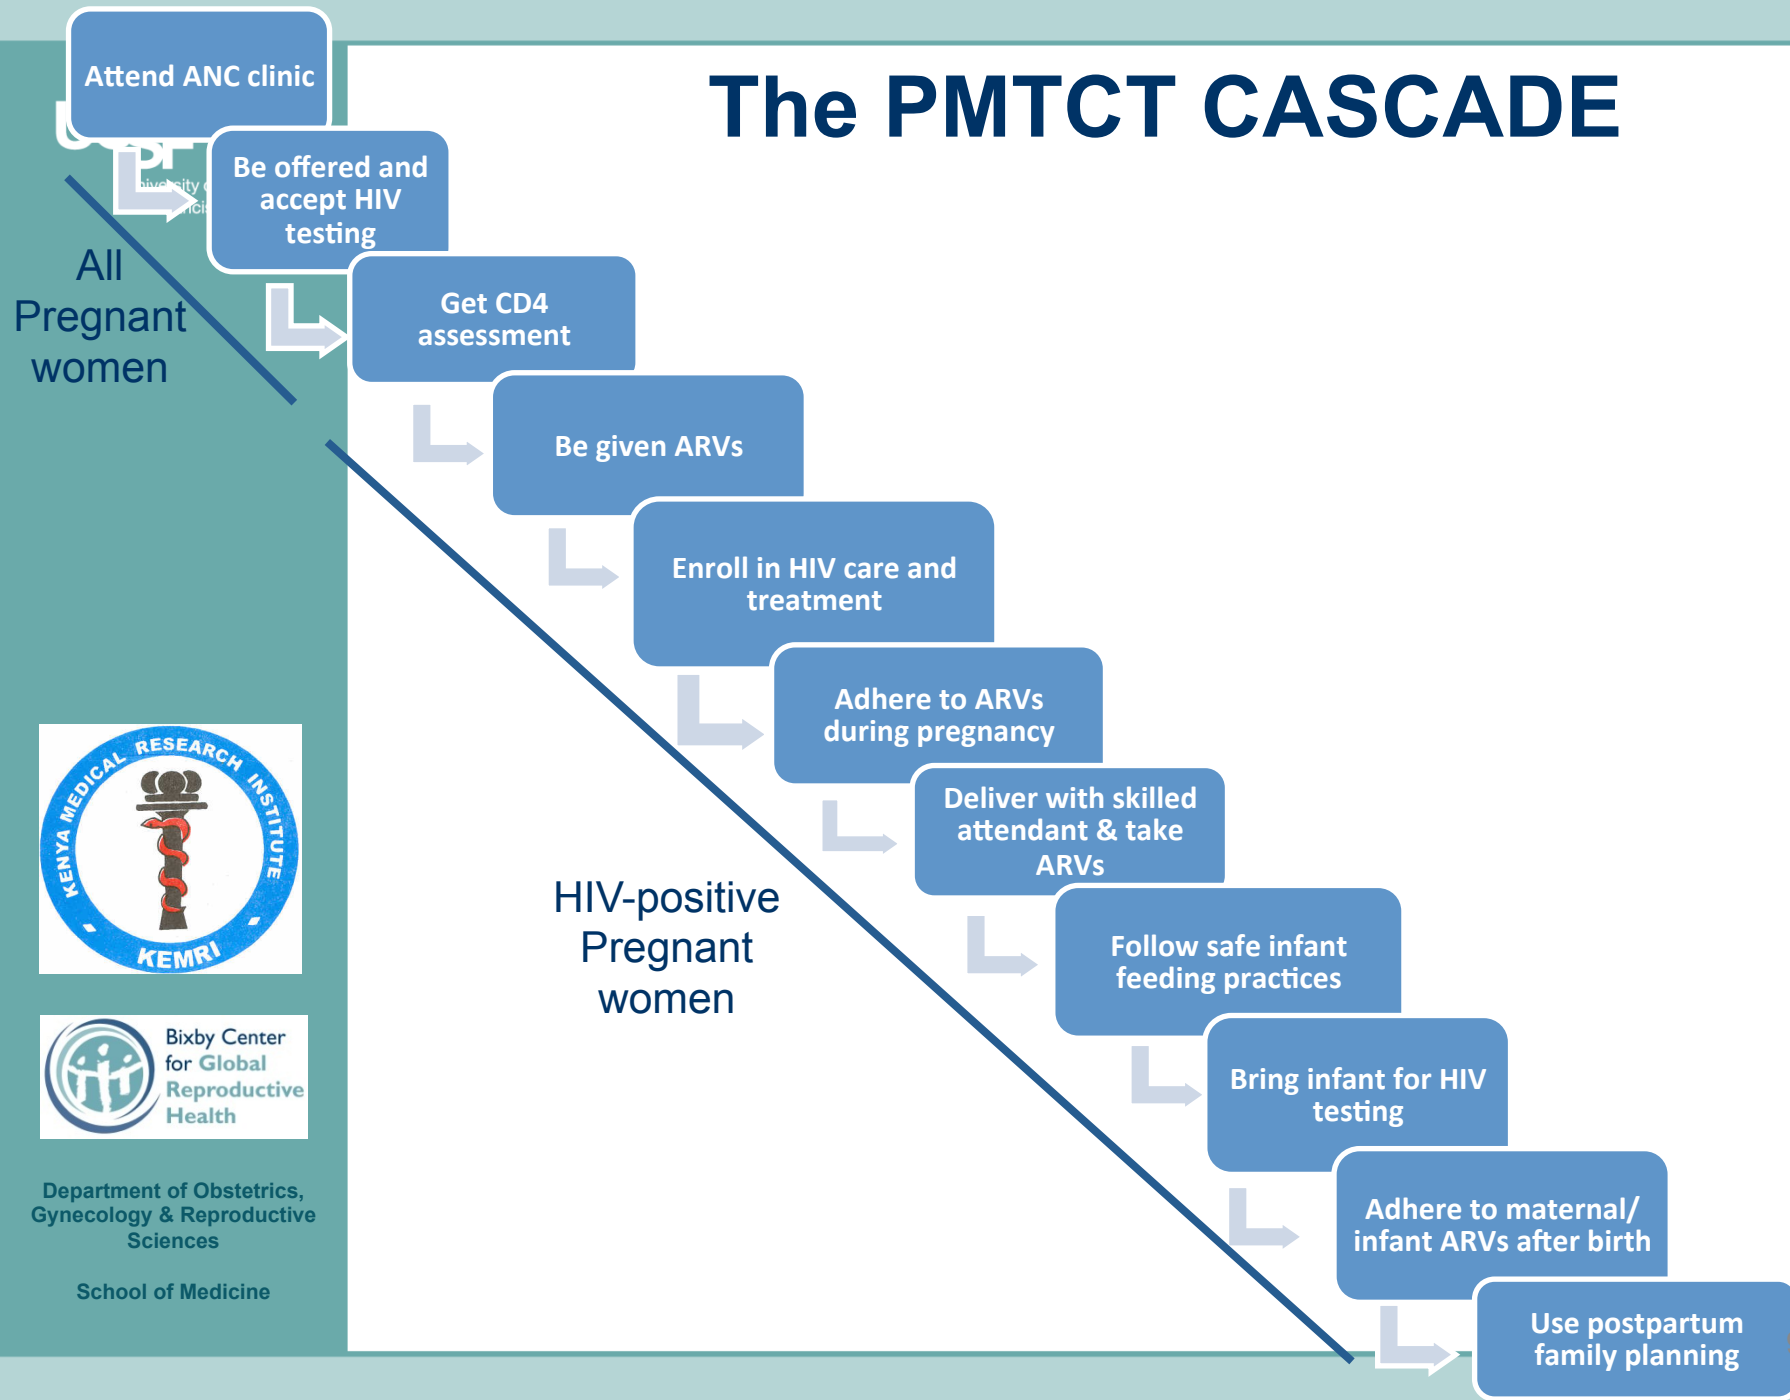 The PMTCT CASCADE
Attend ANC clinic
Be offered and
accept HIV
testing
Get CD4
assessment
Be given ARVs
Enroll in HIV care and
treatment
Adhere to ARVs
during pregnancy
Deliver with skilled
attendant & take
ARVs
Follow safe infant
feeding practices
Bring infant for HIV
testing
Adhere to maternal/
infant ARVs after birth
Use postpartum
family planning
All
Pregnant
women
HIV-positive
Pregnant
women
KENYA MEDICAL RESEARCH INSTITUTE
KEMRI
Bixby Center
for Global
Reproductive
Health
Department of Obstetrics,
Gynecology & Reproductive
Sciences
School of Medicine